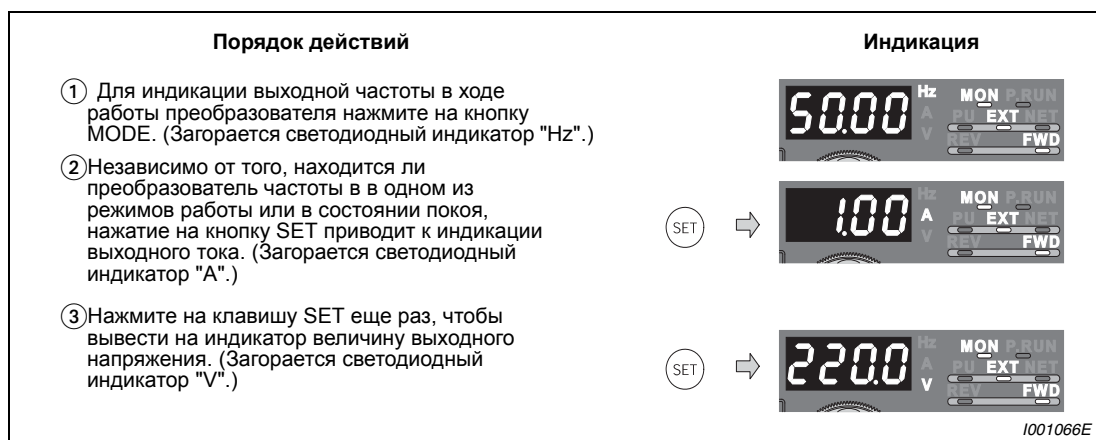 Порядок действий
Индикация
1 Для индикации выходной частоты в ходе
работы преобразователя нажмите на кнопку
MODE. (Загорается светодиодный индикатор "Hz".)
50.00 Hz A V MON P.RUN PU EXT NET REV FWD
2 Независимо от того, находится ли
преобразователь частоты в в одном из
режимов работы или в состоянии покоя,
нажатие на кнопку SET приводит к индикации
выходного тока. (Загорается светодиодный
индикатор "A".)
SET
1.00 Hz A V MON P.RUN PU EXT NET REV FWD
3 Нажмите на клавишу SET еще раз, чтобы
вывести на индикатор величину выходного
напряжения. (Загорается светодиодный
индикатор "V".)
SET
220.0 Hz A V MON P.RUN PU EXT NET REV FWD
I001066E